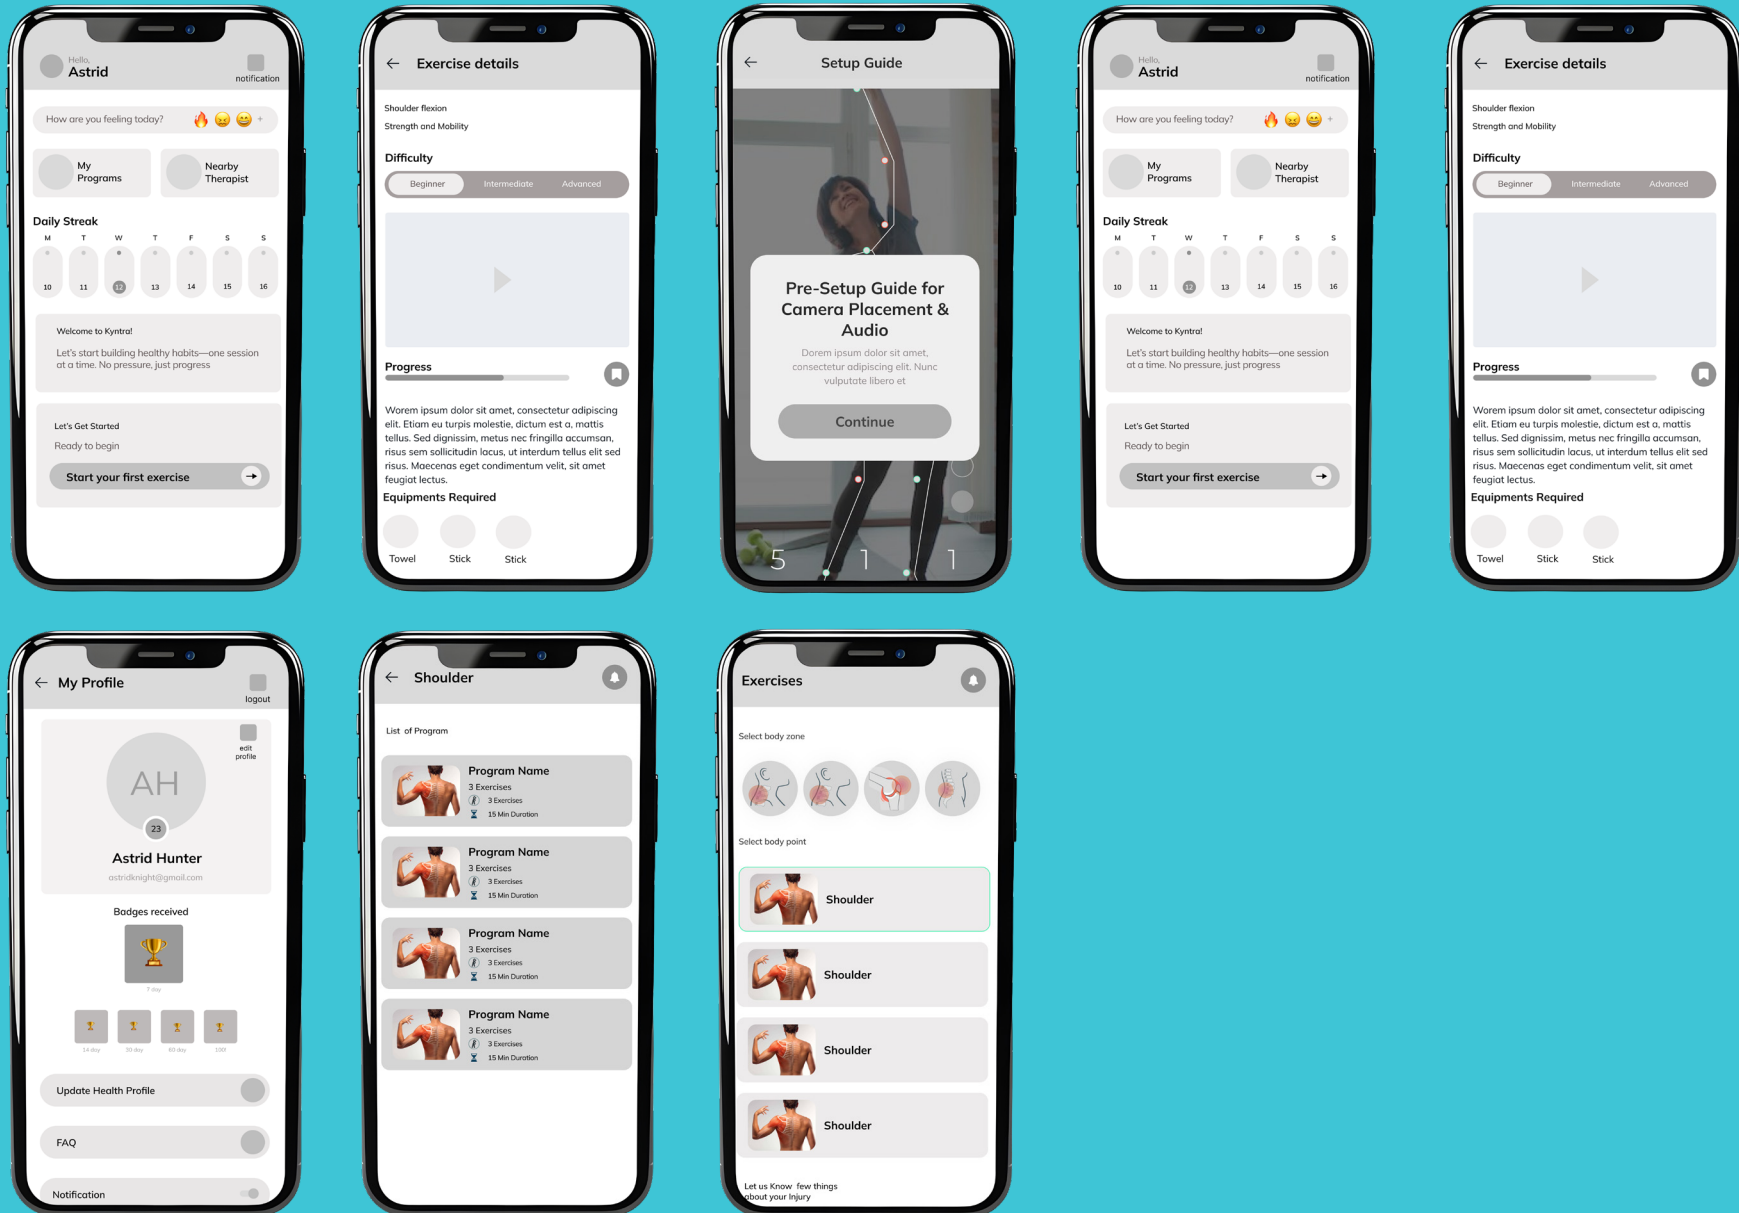 Hello,
Astrid
notification
How are you feeling today?
+
My
Programs
Nearby
Therapist
Daily Streak
M T W T F S S
10 11 12 13 14 15 16
Welcome to Kyntra!
Let's start building healthy habits—one session
at a time. No pressure, just progress
Let's Get Started
Ready to begin
Start your first exercise
Exercise details
Shoulder flexion
Strength and Mobility
Difficulty
Beginner Intermediate Advanced
Progress
Worem ipsum dolor sit amet, consectetur adipiscing
elit. Etiam eu turpis molestie, dictum est a, mattis
tellus. Sed dignissim, metus nec fringilla accumsan,
risus sem sollicitudin lacus, ut interdum tellus elit sed
risus. Maecenas eget condimentum velit, sit amet
feugiat lectus.
Equipments Required
Towel Stick Stick
Setup Guide
Pre-Setup Guide for
Camera Placement &
Audio
Dorem ipsum dolor sit amet,
consectetur adipiscing elit. Nunc
vulputate libero et
Continue
5 1 1
Hello,
Astrid
notification
How are you feeling today?
+
My
Programs
Nearby
Therapist
Daily Streak
M T W T F S S
10 11 12 13 14 15 16
Welcome to Kyntra!
Let's start building healthy habits—one session
at a time. No pressure, just progress
Let's Get Started
Ready to begin
Start your first exercise
Exercise details
Shoulder flexion
Strength and Mobility
Difficulty
Beginner Intermediate Advanced
Progress
Worem ipsum dolor sit amet, consectetur adipiscing
elit. Etiam eu turpis molestie, dictum est a, mattis
tellus. Sed dignissim, metus nec fringilla accumsan,
risus sem sollicitudin lacus, ut interdum tellus elit sed
risus. Maecenas eget condimentum velit, sit amet
feugiat lectus.
Equipments Required
Towel Stick Stick
My Profile
logout
edit
profile
AH
23
Astrid Hunter
astridknight@gmail.com
Badges received
7 day
14 day 30 day 60 day 100!
Update Health Profile
FAQ
Notification
Shoulder
List of Program
Program Name
3 Exercises
3 Exercises
15 Min Duration
Program Name
3 Exercises
3 Exercises
15 Min Duration
Program Name
3 Exercises
3 Exercises
15 Min Duration
Program Name
3 Exercises
3 Exercises
15 Min Duration
Exercises
Select body zone
Select body point
Shoulder
Shoulder
Shoulder
Shoulder
Let us Know few things
about your Injury